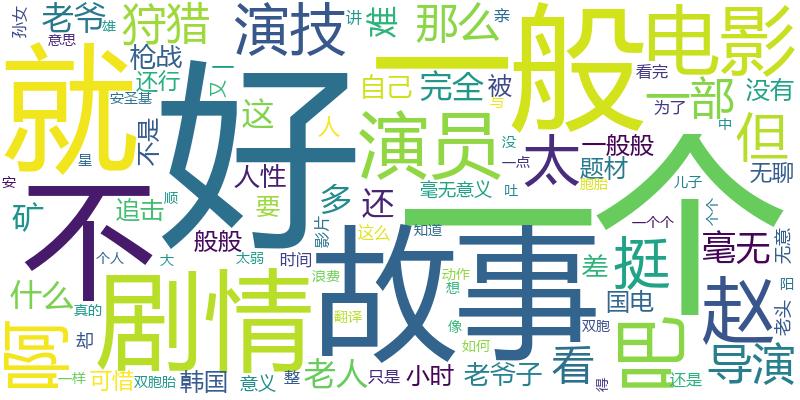 孙女
老爷
雄
意思
狩猎
演技
讲
难
亲
那么
一般
电影
枪战
还行
又一
安圣基
就
好
自己
完全
被
与
看完
为了
一部
没有
中
这
人
演员
没
一点
太
一般般
题材
但
无聊
不是
星
安
不
人性
要
多
还
毫无意义
吐
胞胎
儿子
一个
一个个
个个
矿
追击
顺
般般
影片
这么
知道
挺
毫无
无意
个人
大
太弱
时间
故事
差
什么
真的
剧情
浪费
动作
想
国电
赵
老头
啊
却
翻译
像
双胞
吧
导演
一样
可惜
双胞胎
韩国
意义
整
老人
只是
小时
老爷子
如何
看
得
还是